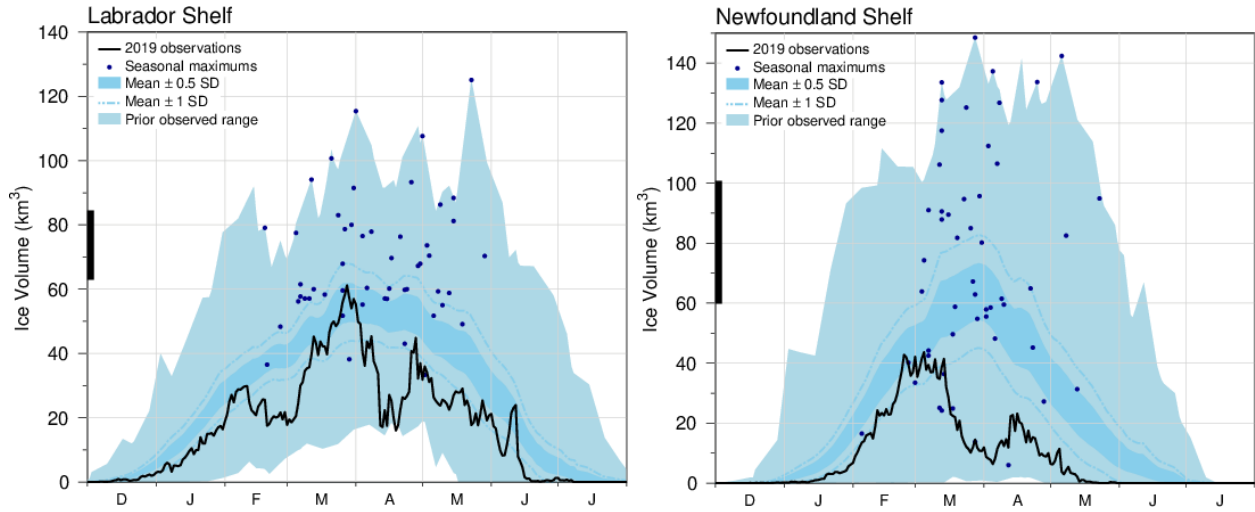 Labrador Shelf
140
120
100
80
60
40
20
0
Ice Volume (km³)
2019 observations
Seasonal maximums
Mean ± 0.5 SD
Mean ± 1 SD
Prior observed range
D J F M A M J J
Newfoundland Shelf
140
120
100
80
60
40
20
0
Ice Volume (km³)
2019 observations
Seasonal maximums
Mean ± 0.5 SD
Mean ± 1 SD
Prior observed range
D J F M A M J J